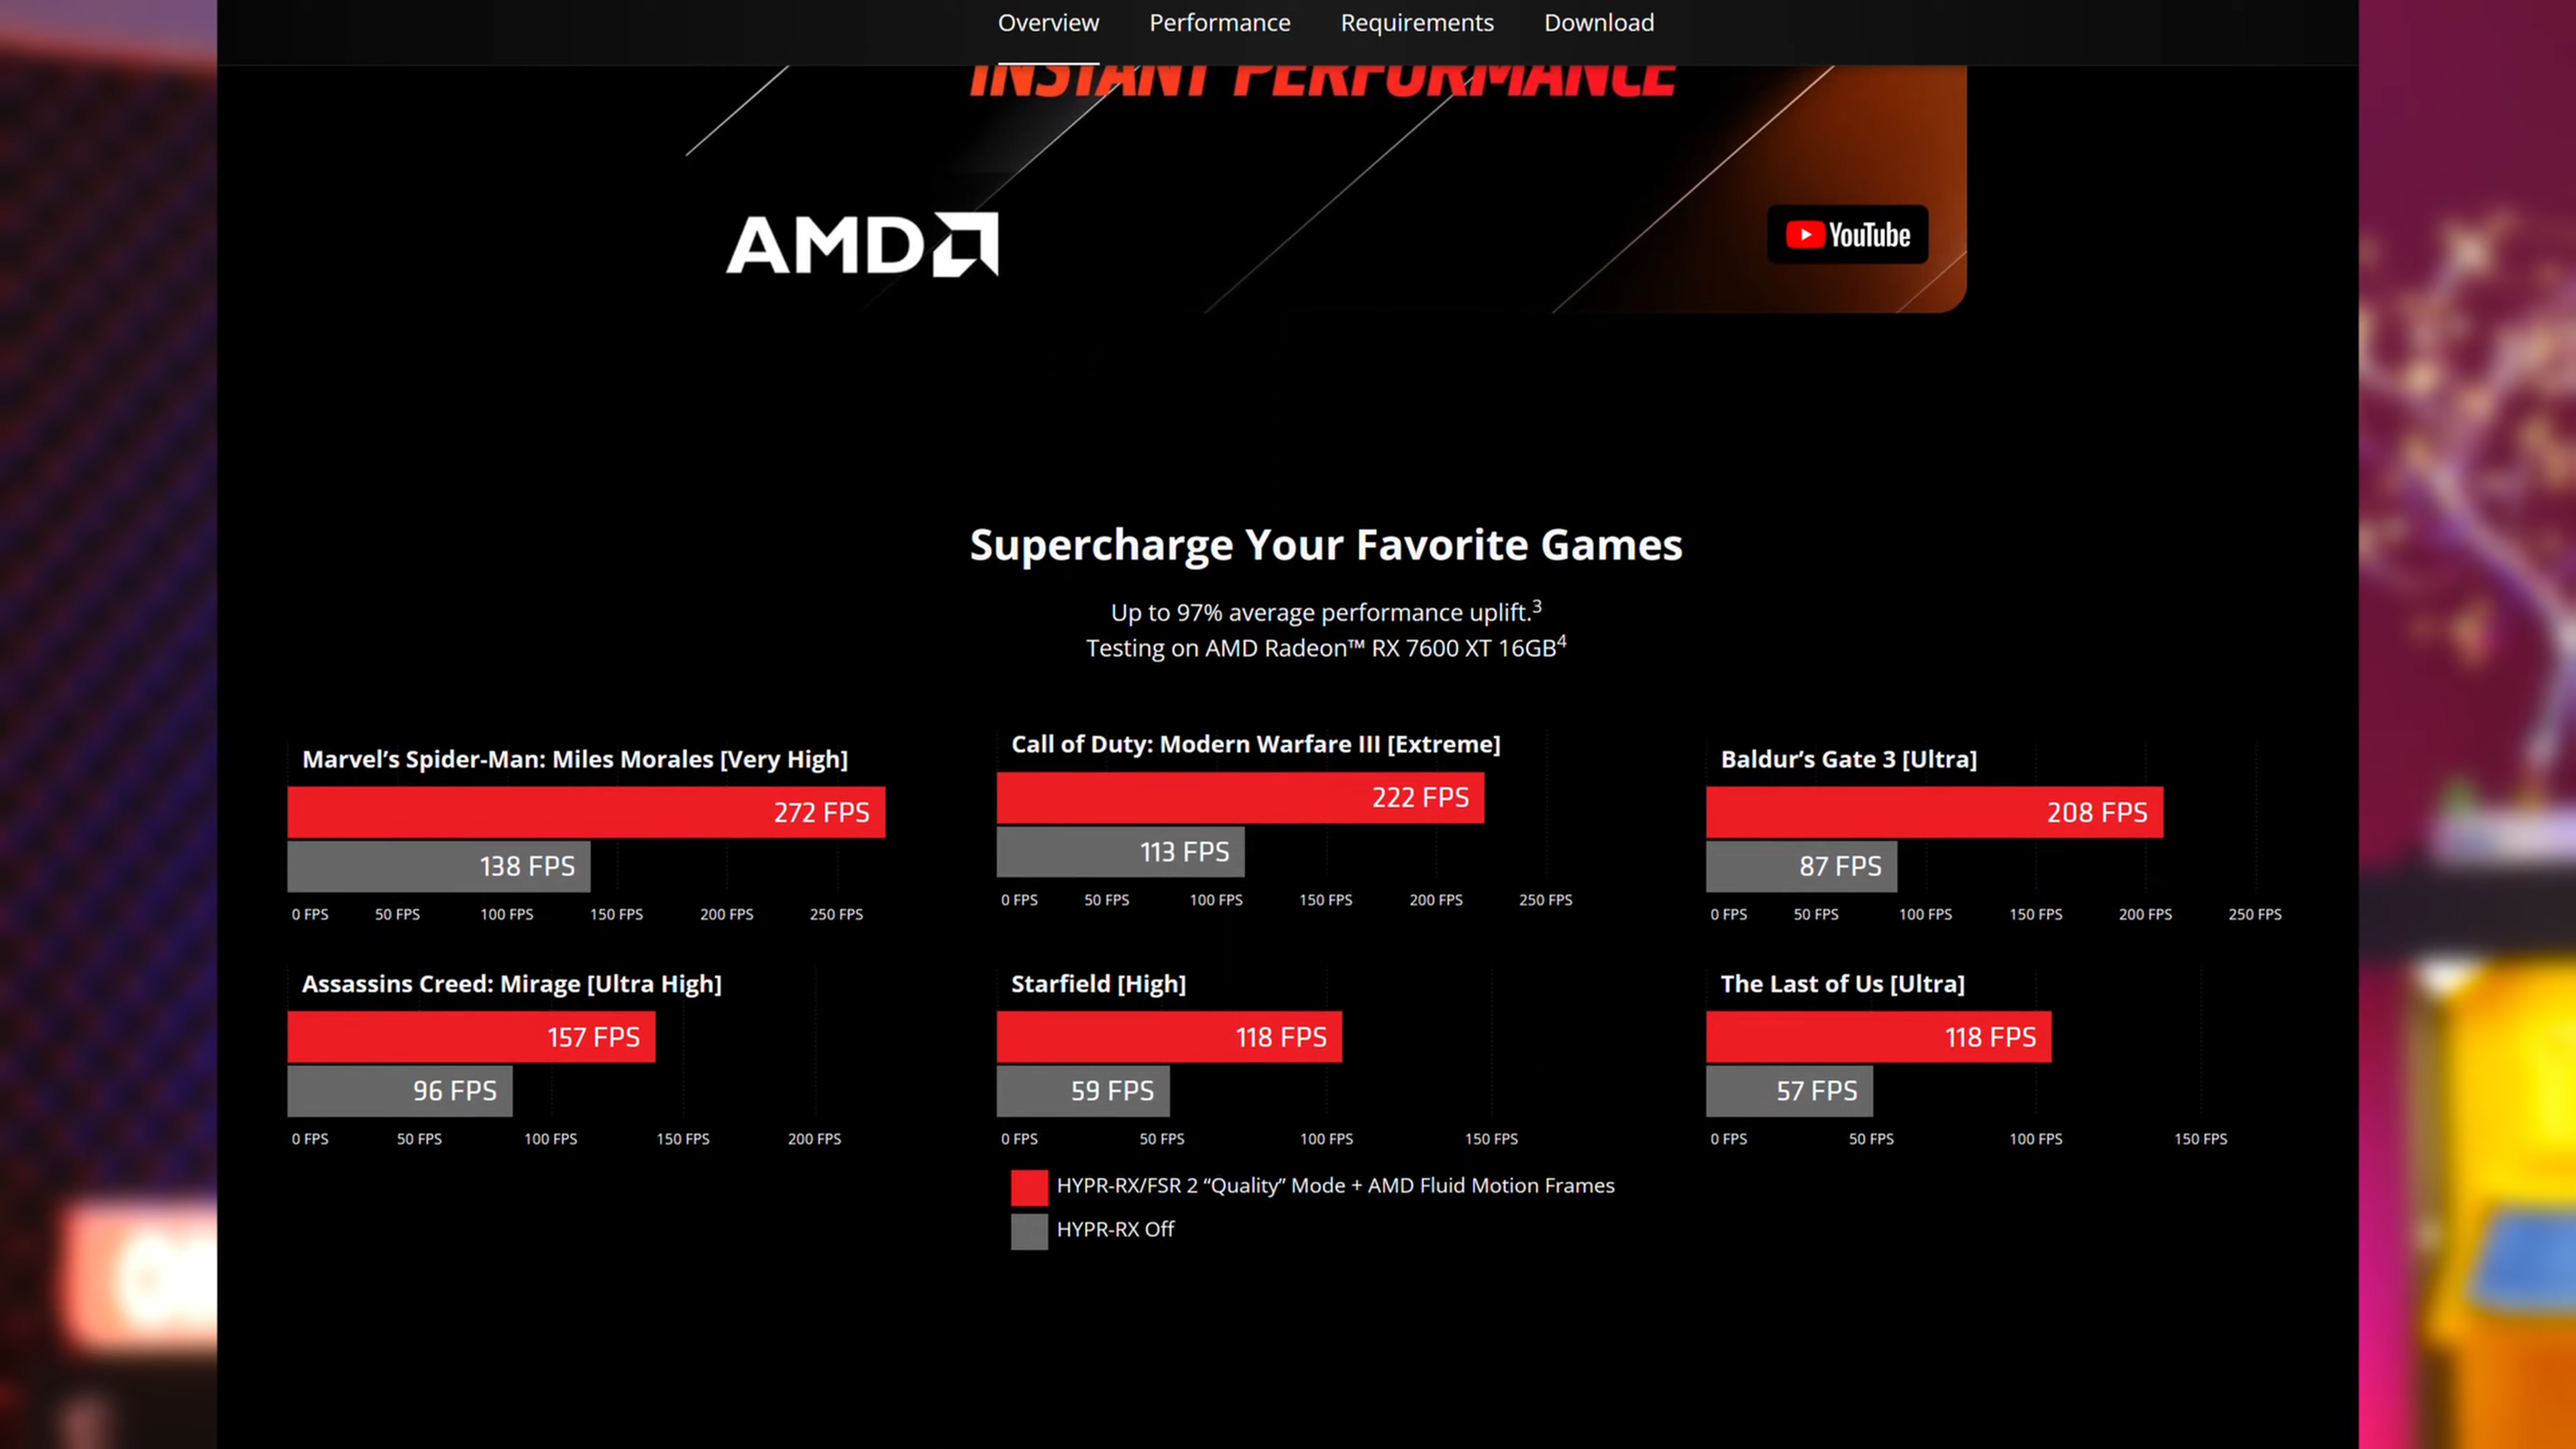 Overview Performance Requirements Download
INSTANT PERFORMANCE
AMD
YouTube
Supercharge Your Favorite Games
Up to 97% average performance uplift.3
Testing on AMD Radeon™ RX 7600 XT 16GB4
Marvel’s Spider-Man: Miles Morales [Very High]
272 FPS
138 FPS
0 FPS 50 FPS 100 FPS 150 FPS 200 FPS 250 FPS
Call of Duty: Modern Warfare III [Extreme]
222 FPS
113 FPS
0 FPS 50 FPS 100 FPS 150 FPS 200 FPS 250 FPS
Baldur’s Gate 3 [Ultra]
208 FPS
87 FPS
0 FPS 50 FPS 100 FPS 150 FPS 200 FPS 250 FPS
Assassins Creed: Mirage [Ultra High]
157 FPS
96 FPS
0 FPS 50 FPS 100 FPS 150 FPS 200 FPS
Starfield [High]
118 FPS
59 FPS
0 FPS 50 FPS 100 FPS 150 FPS
The Last of Us [Ultra]
118 FPS
57 FPS
0 FPS 50 FPS 100 FPS 150 FPS
HYPR-RX/FSR 2 “Quality” Mode + AMD Fluid Motion Frames
HYPR-RX Off